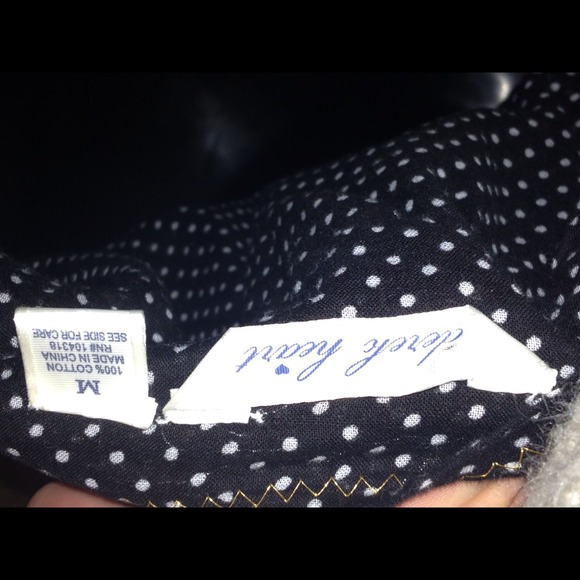 derek heart
M
100% COTTON
MADE IN CHINA
RN# 104318
SEE SIDE FOR CARE